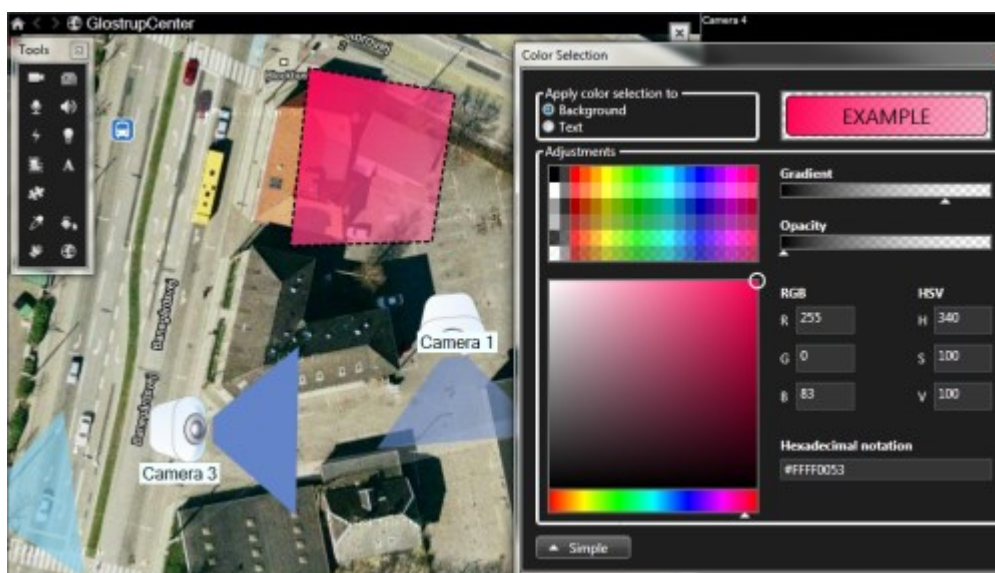 GlostrupCenter
Camera 4
Tools
Color Selection
Apply color selection to
Background
Text
EXAMPLE
Adjustments
Gradient
Opacity
RGB
HSV
R 255
H 340
G 0
S 100
B 83
V 100
Hexadecimal notation
#FFFF0053
Simple
A
Camera 1
Camera 3